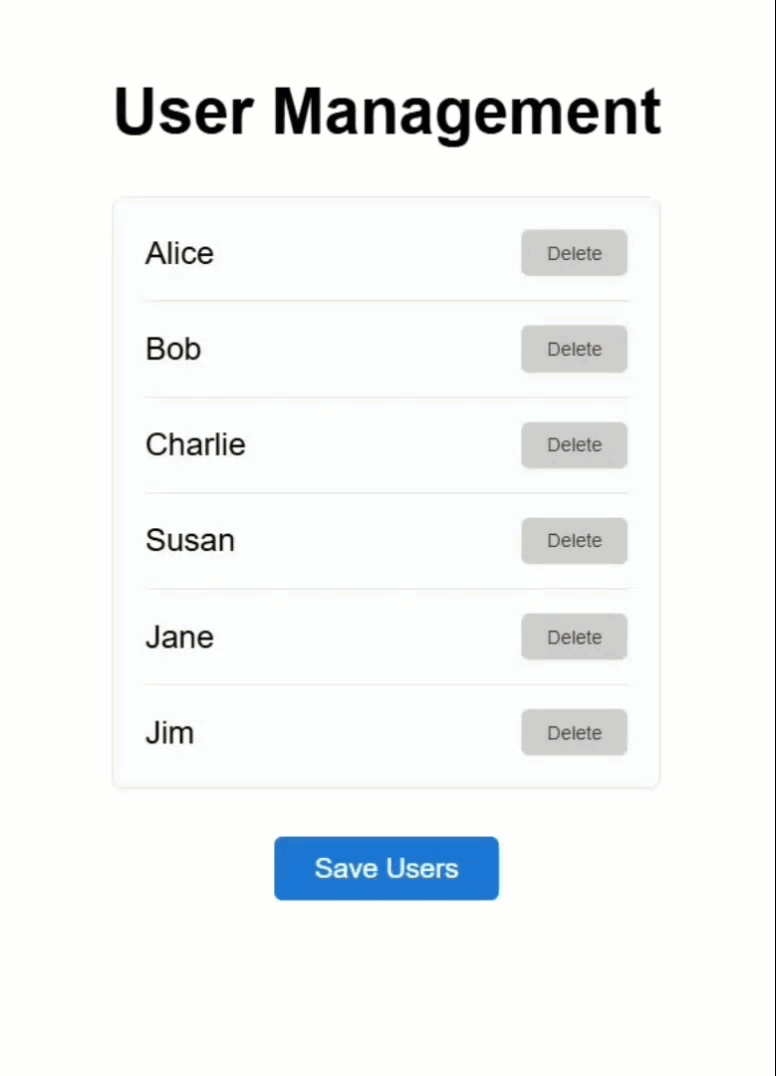 User Management
Alice Delete
Bob Delete
Charlie Delete
Susan Delete
Jane Delete
Jim Delete
Save Users